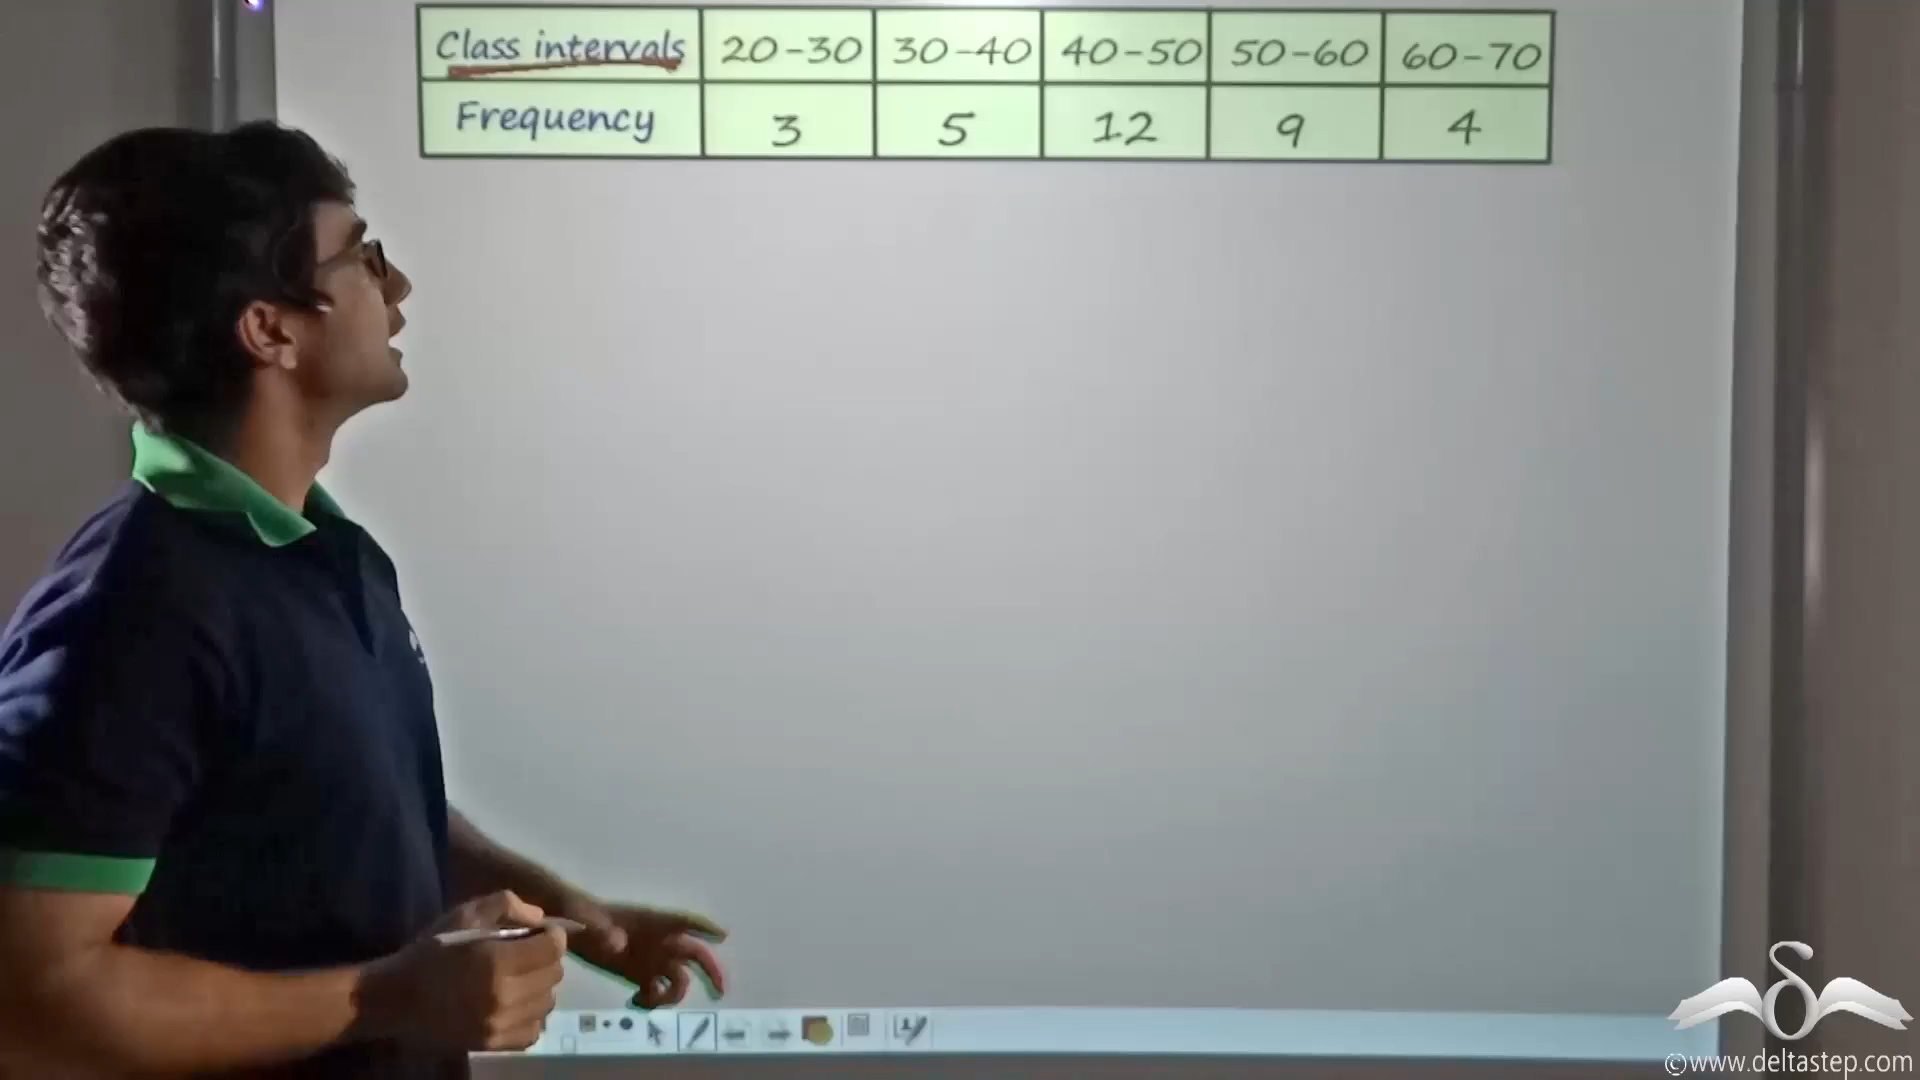 Class intervals 20-30 30-40 40-50 50-60 60-70
Frequency 3 5 12 9 4
©www.deltastep.com